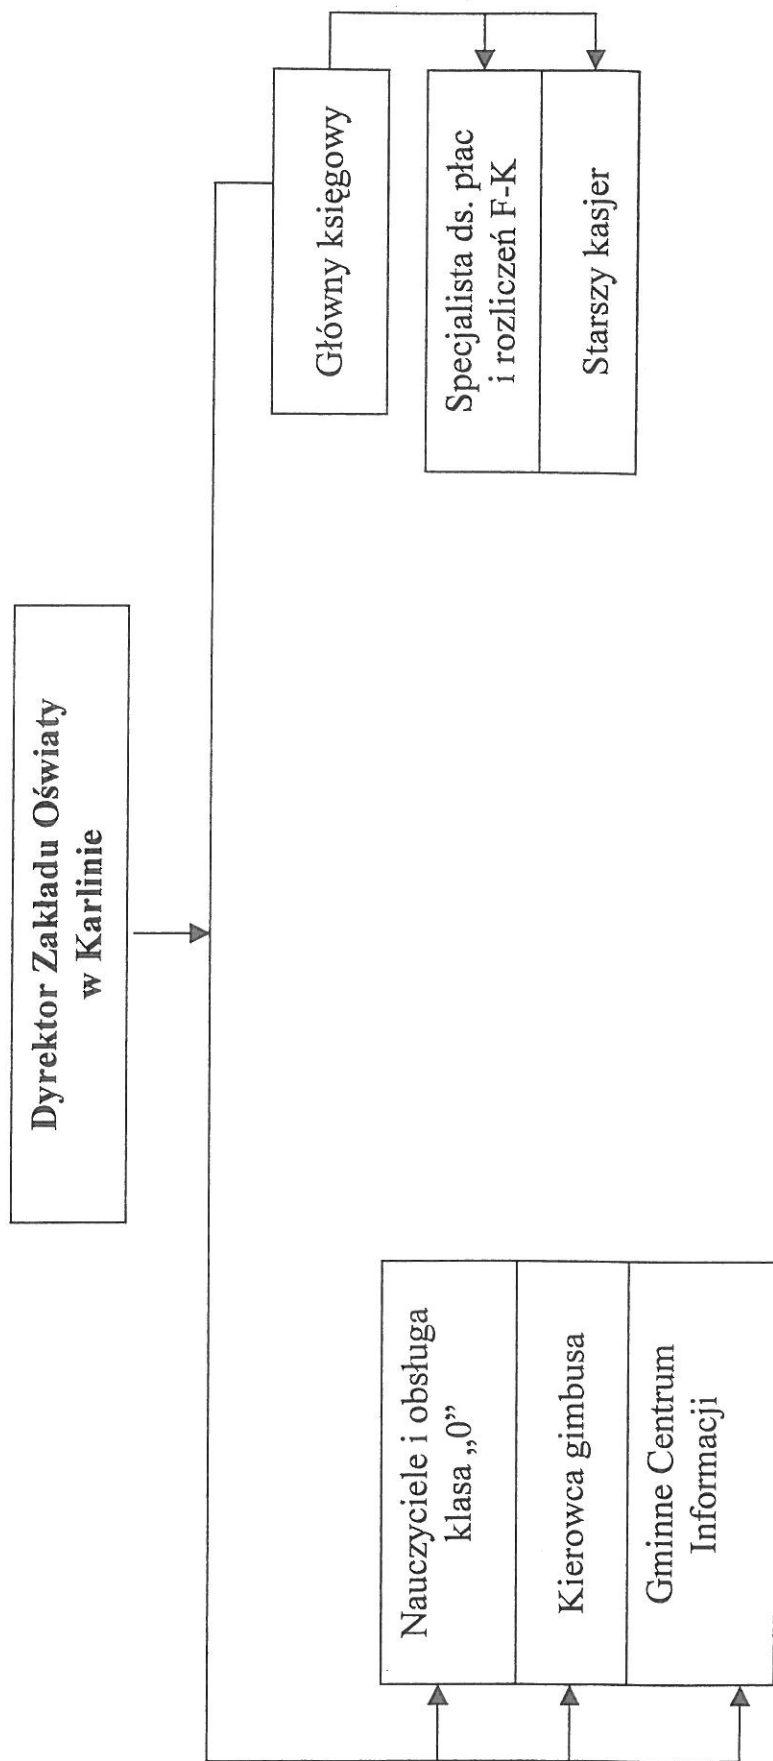 Dyrektor Zakładu Oświaty
w Karlinie
Nauczyciele i obsługa
klasa „0”
Kierowca gimbusa
Gminne Centrum
Informacji
Główny księgowy
Specjalista ds. płac
i rozliczeń F-K
Starszy kasjer